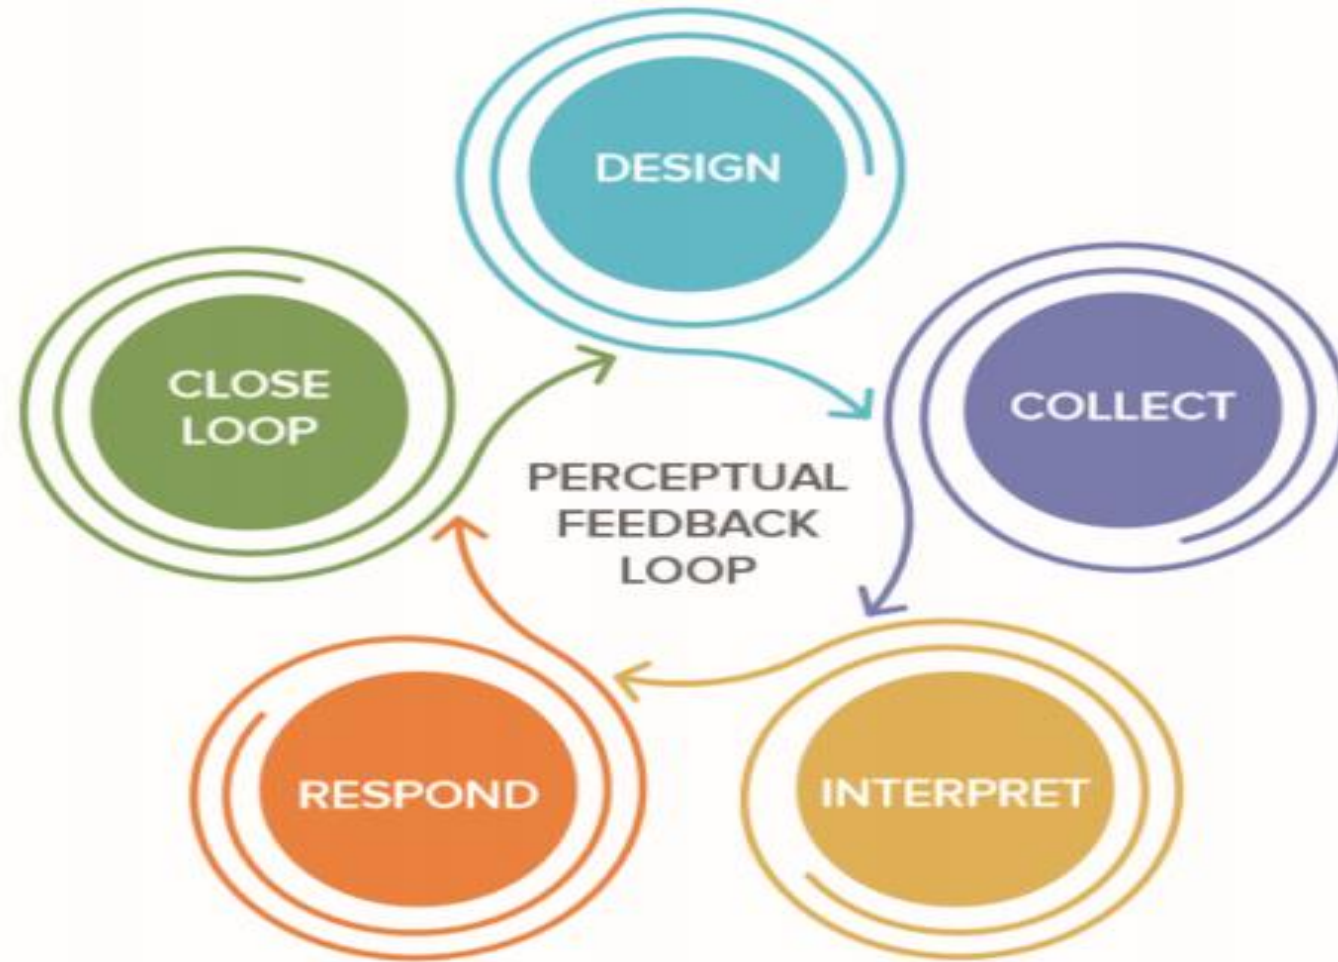 DESIGN
COLLECT
CLOSE
LOOP
PERCEPTUAL
FEEDBACK
LOOP
RESPOND
INTERPRET